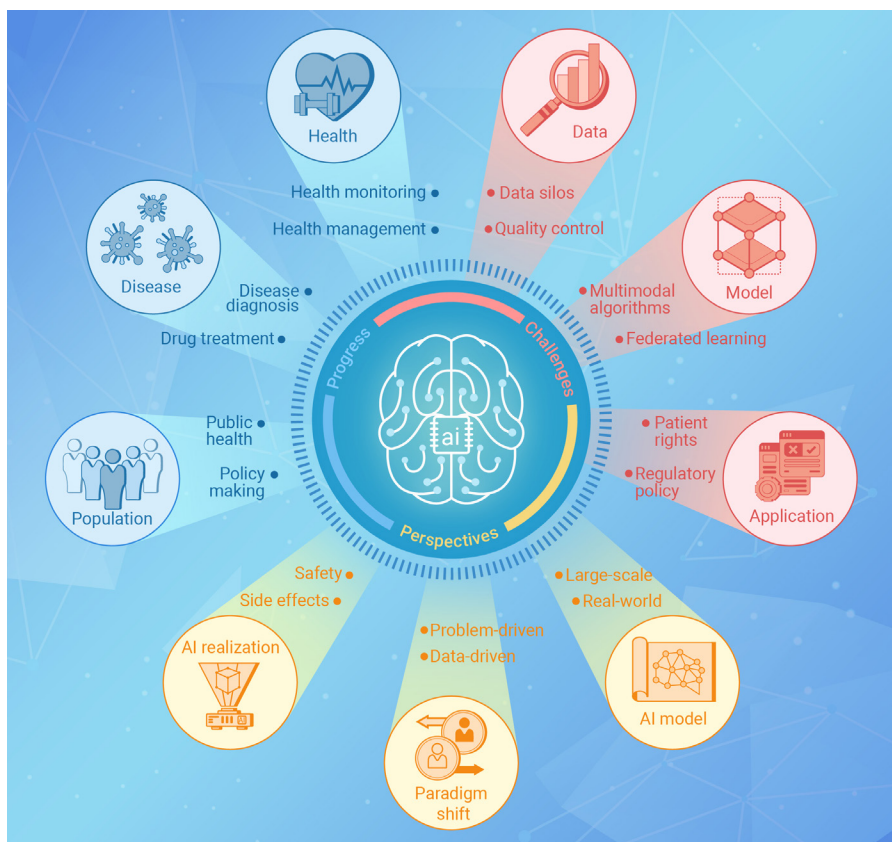 Health
Health monitoring
Health management
Data
Data silos
Quality control
Disease
Disease
diagnosis
Drug treatment
Model
Multimodal
algorithms
Federated learning
Population
Public
health
Policy
making
Application
Patient
rights
Regulatory
policy
Progress
Challenges
Perspectives
ai
AI realization
Safety
Side effects
Paradigm
shift
Problem-driven
Data-driven
AI model
Large-scale
Real-world